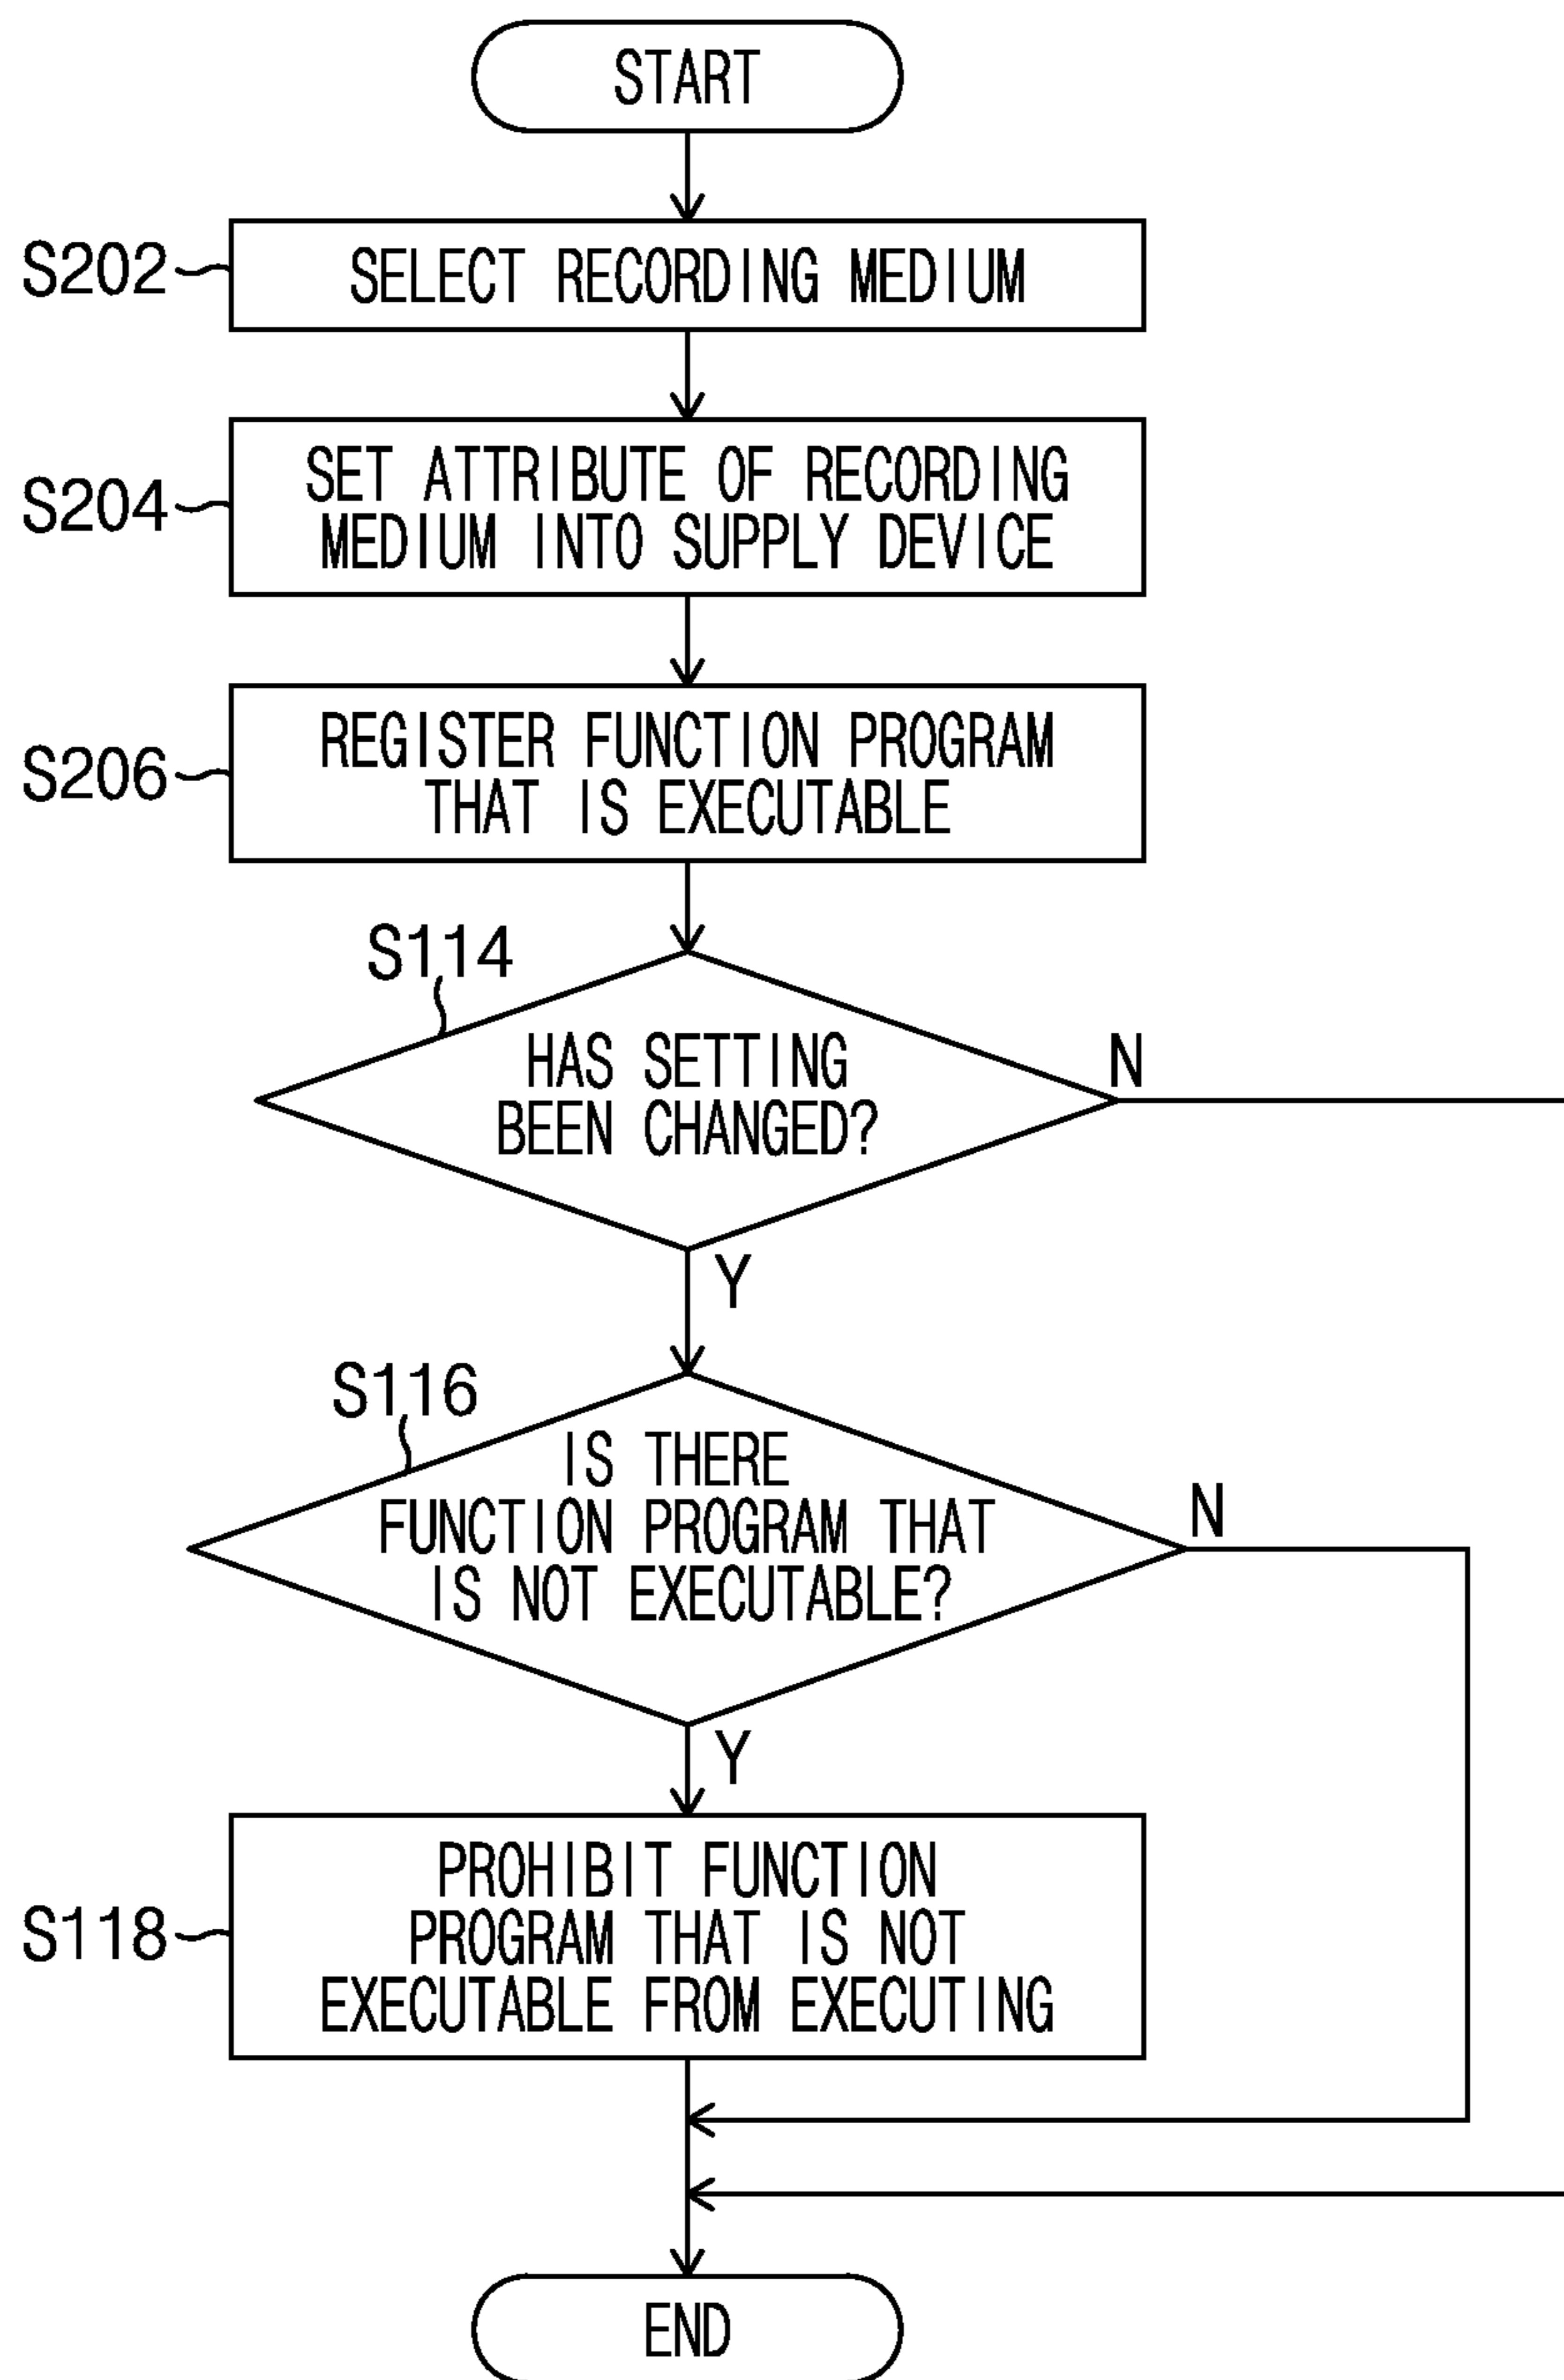 START
S202
SELECT RECORDING MEDIUM
S204
SET ATTRIBUTE OF RECORDING
MEDIUM INTO SUPPLY DEVICE
S206
REGISTER FUNCTION PROGRAM
THAT IS EXECUTABLE
S114
HAS SETTING
BEEN CHANGED?
N
Y
S116
IS THERE
FUNCTION PROGRAM THAT
IS NOT EXECUTABLE?
N
Y
S118
PROHIBIT FUNCTION
PROGRAM THAT IS NOT
EXECUTABLE FROM EXECUTING
END